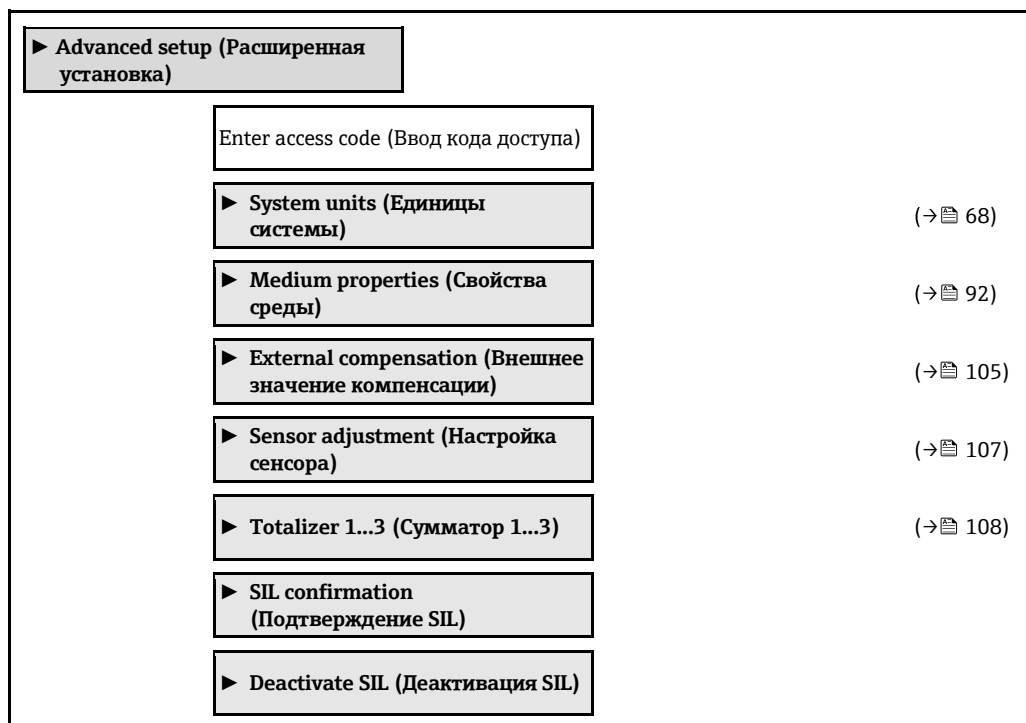 ► Advanced setup (Расширенная
установка)
Enter access code (Ввод кода доступа)
► System units (Единицы
системы)
(→ 68)
► Medium properties (Свойства
среды)
(→ 92)
► External compensation (Внешнее
значение компенсации)
(→ 105)
► Sensor adjustment (Настройка
сенсора)
(→ 107)
► Totalizer 1...3 (Сумматор 1...3)
(→ 108)
► SIL confirmation
(Подтверждение SIL)
► Deactivate SIL (Деактивация SIL)